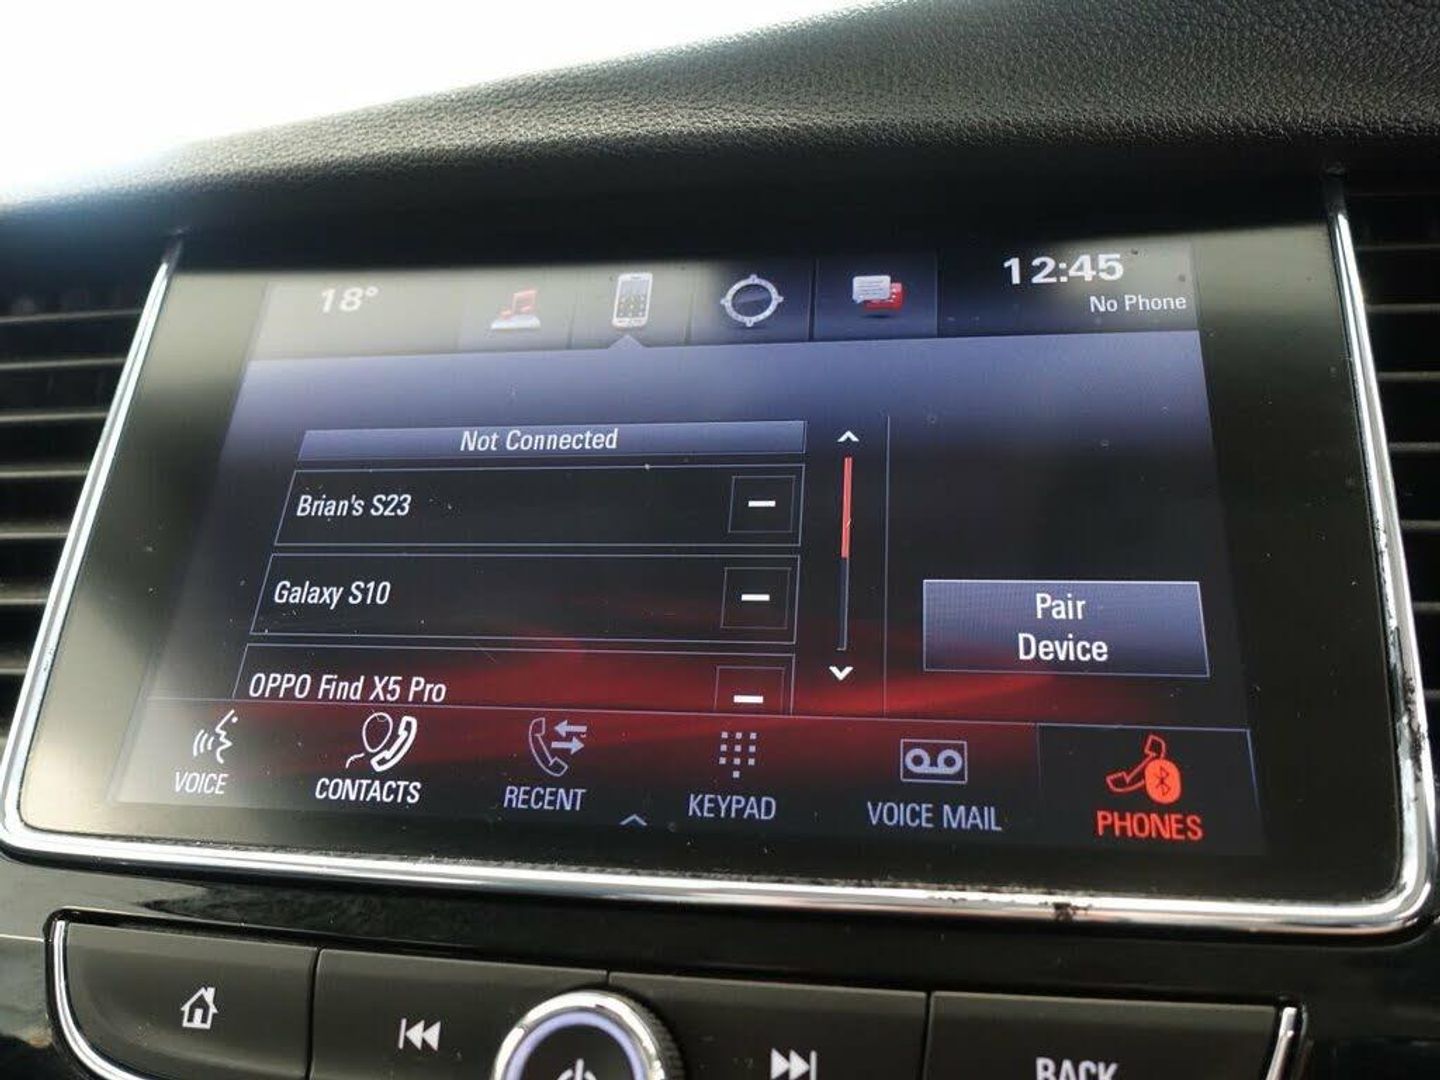 18°
12:45
No Phone
Not Connected
Brian's S23
Galaxy S10
OPPO Find X5 Pro
Pair
Device
VOICE
CONTACTS
RECENT
KEYPAD
VOICE MAIL
PHONES
BACK